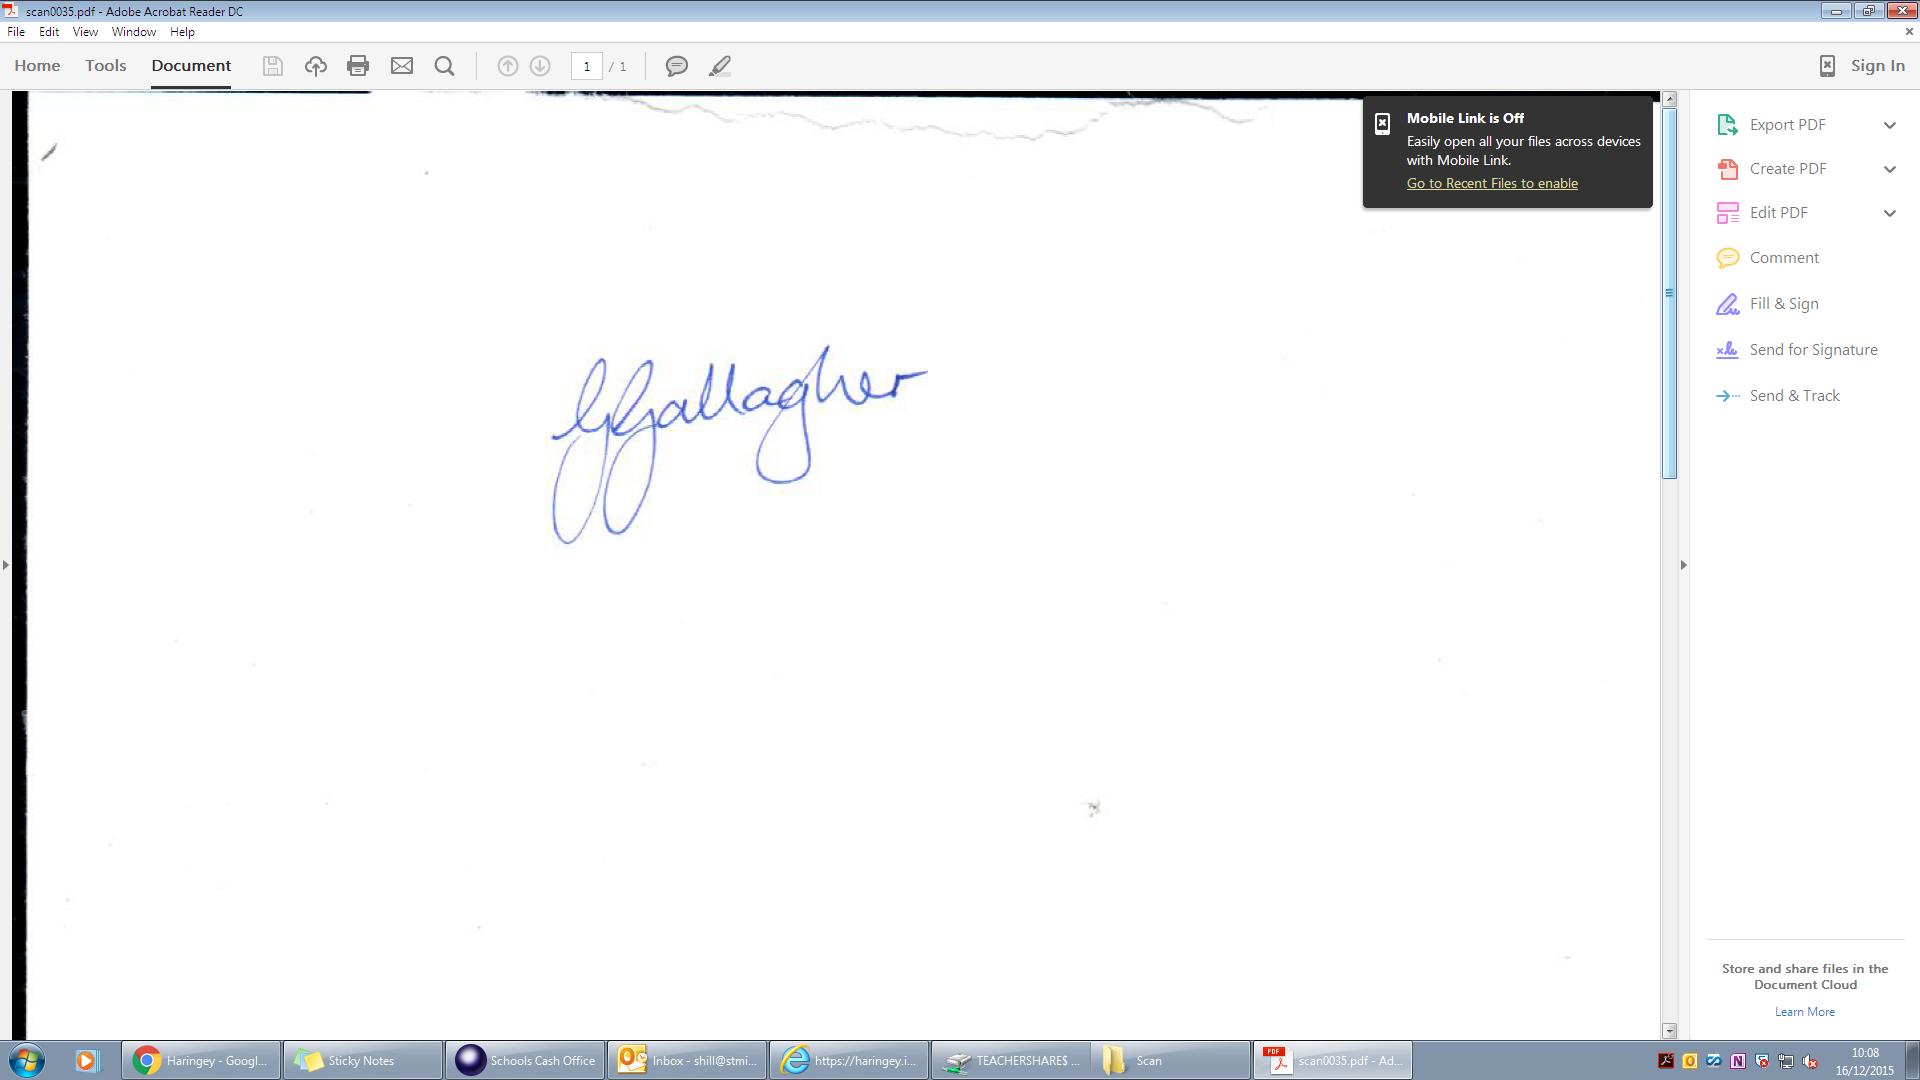 scan0035.pdf - Adobe Acrobat Reader DC
File Edit View Window Help
Home Tools Document 1 / 1 Sign In
Mobile Link is Off
Easily open all your files across devices
with Mobile Link.
Go to Recent Files to enable
Export PDF
Create PDF
Edit PDF
Comment
Fill & Sign
Send for Signature
Send & Track
GGallagher
Store and share files in the
Document Cloud
Learn More
Haringey - Googl... Sticky Notes Schools Cash Office Inbox - shill@stmi... https://haringey.i... TEACHERSHARE$ ... Scan scan0035.pdf - Ad... 10:08
16/12/2015